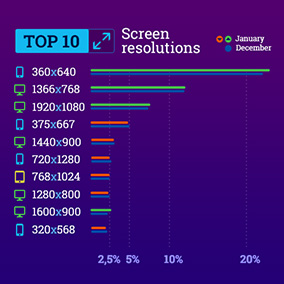 TOP 10
Screen
resolutions
January
December
360x640
1366x768
1920x1080
375x667
1440x900
720x1280
768x1024
1280x800
1600x900
320x568
2,5% 5% 10% 20%